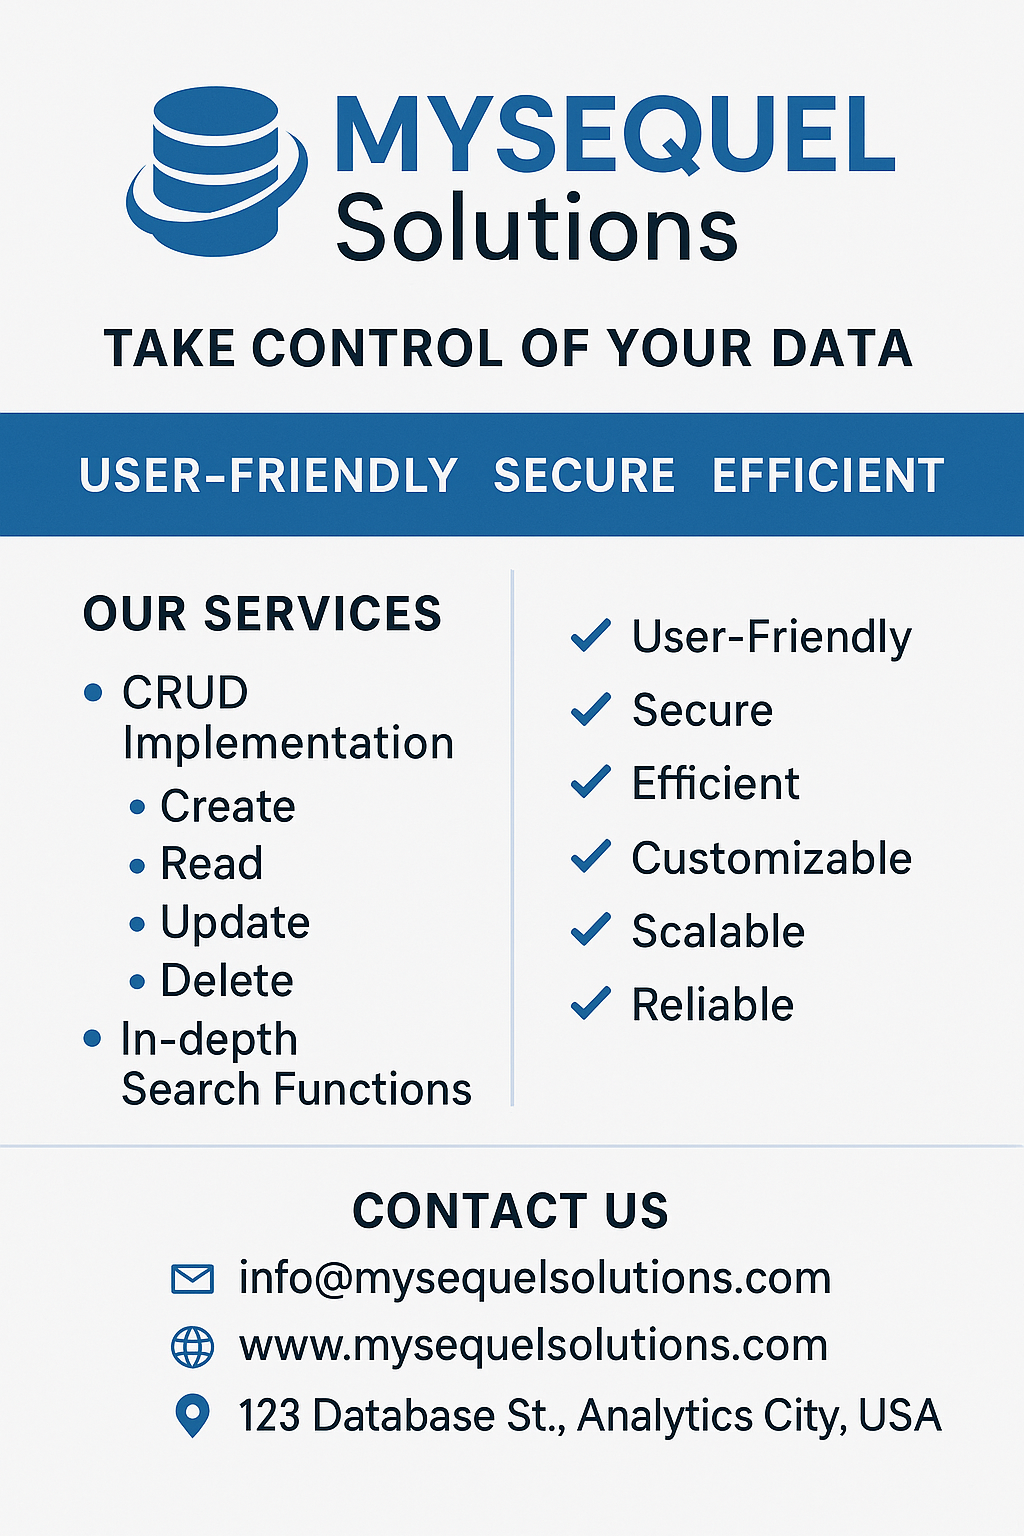 MYSEQUEL
Solutions
TAKE CONTROL OF YOUR DATA
USER-FRIENDLY SECURE EFFICIENT
OUR SERVICES
• CRUD
Implementation
• Create
• Read
• Update
• Delete
• In-depth
Search Functions
✓ User-Friendly
✓ Secure
✓ Efficient
✓ Customizable
✓ Scalable
✓ Reliable
CONTACT US
info@mysequelsolutions.com
www.mysequelsolutions.com
123 Database St., Analytics City, USA